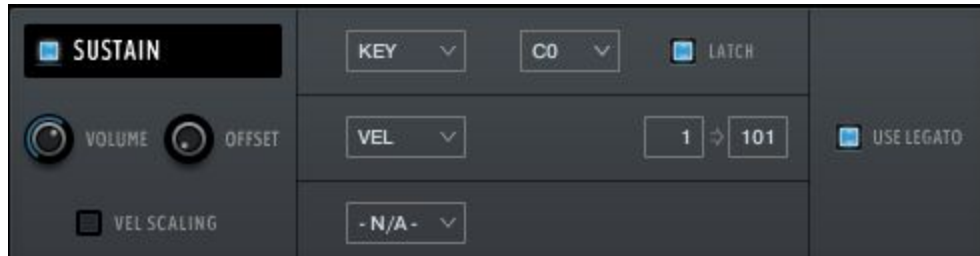 SUSTAIN KEY C0 LATCH
VOLUME OFFSET VEL 1 101 USE LEGATO
VEL SCALING - N/A -